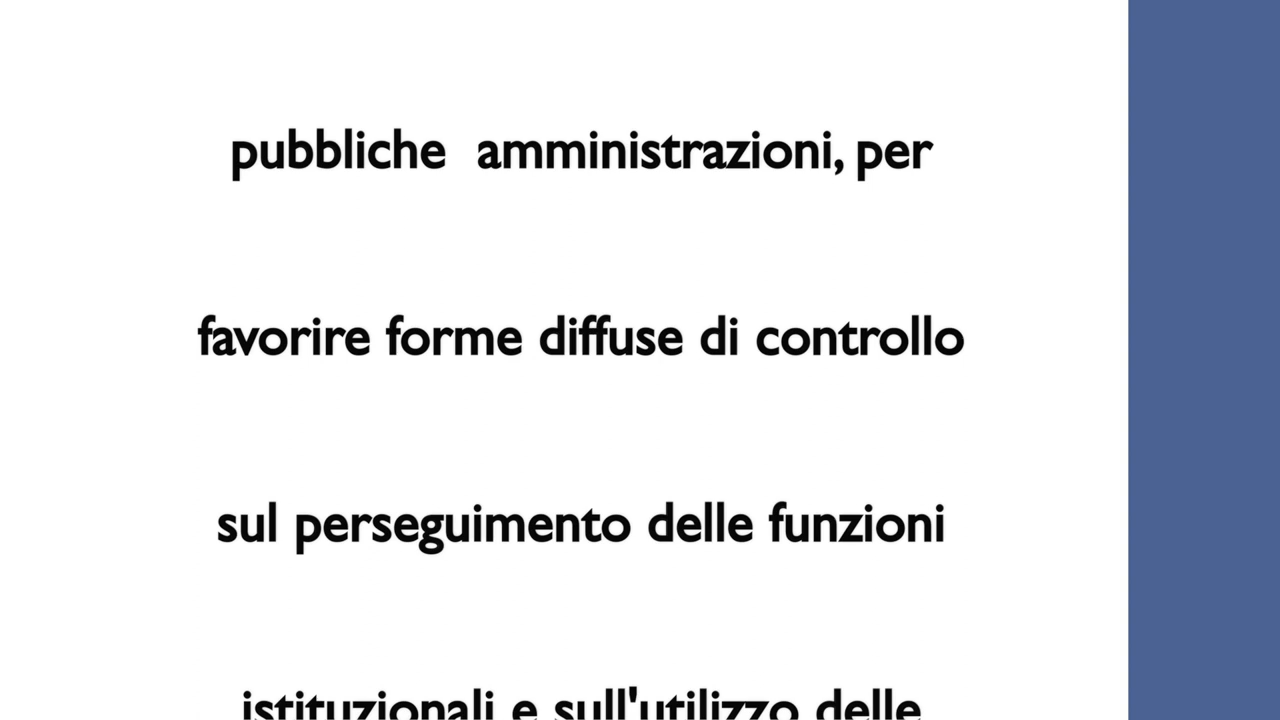 pubbliche  amministrazioni, per
favorire forme diffuse di controllo
sul perseguimento delle funzioni
istituzionali e sull'utilizzo delle